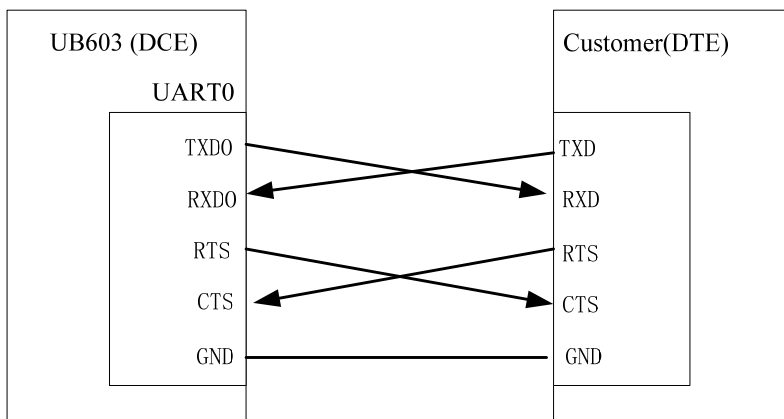 UB603 (DCE)
UART0
TXD0
RXD0
RTS
CTS
GND
Customer(DTE)
TXD
RXD
RTS
CTS
GND